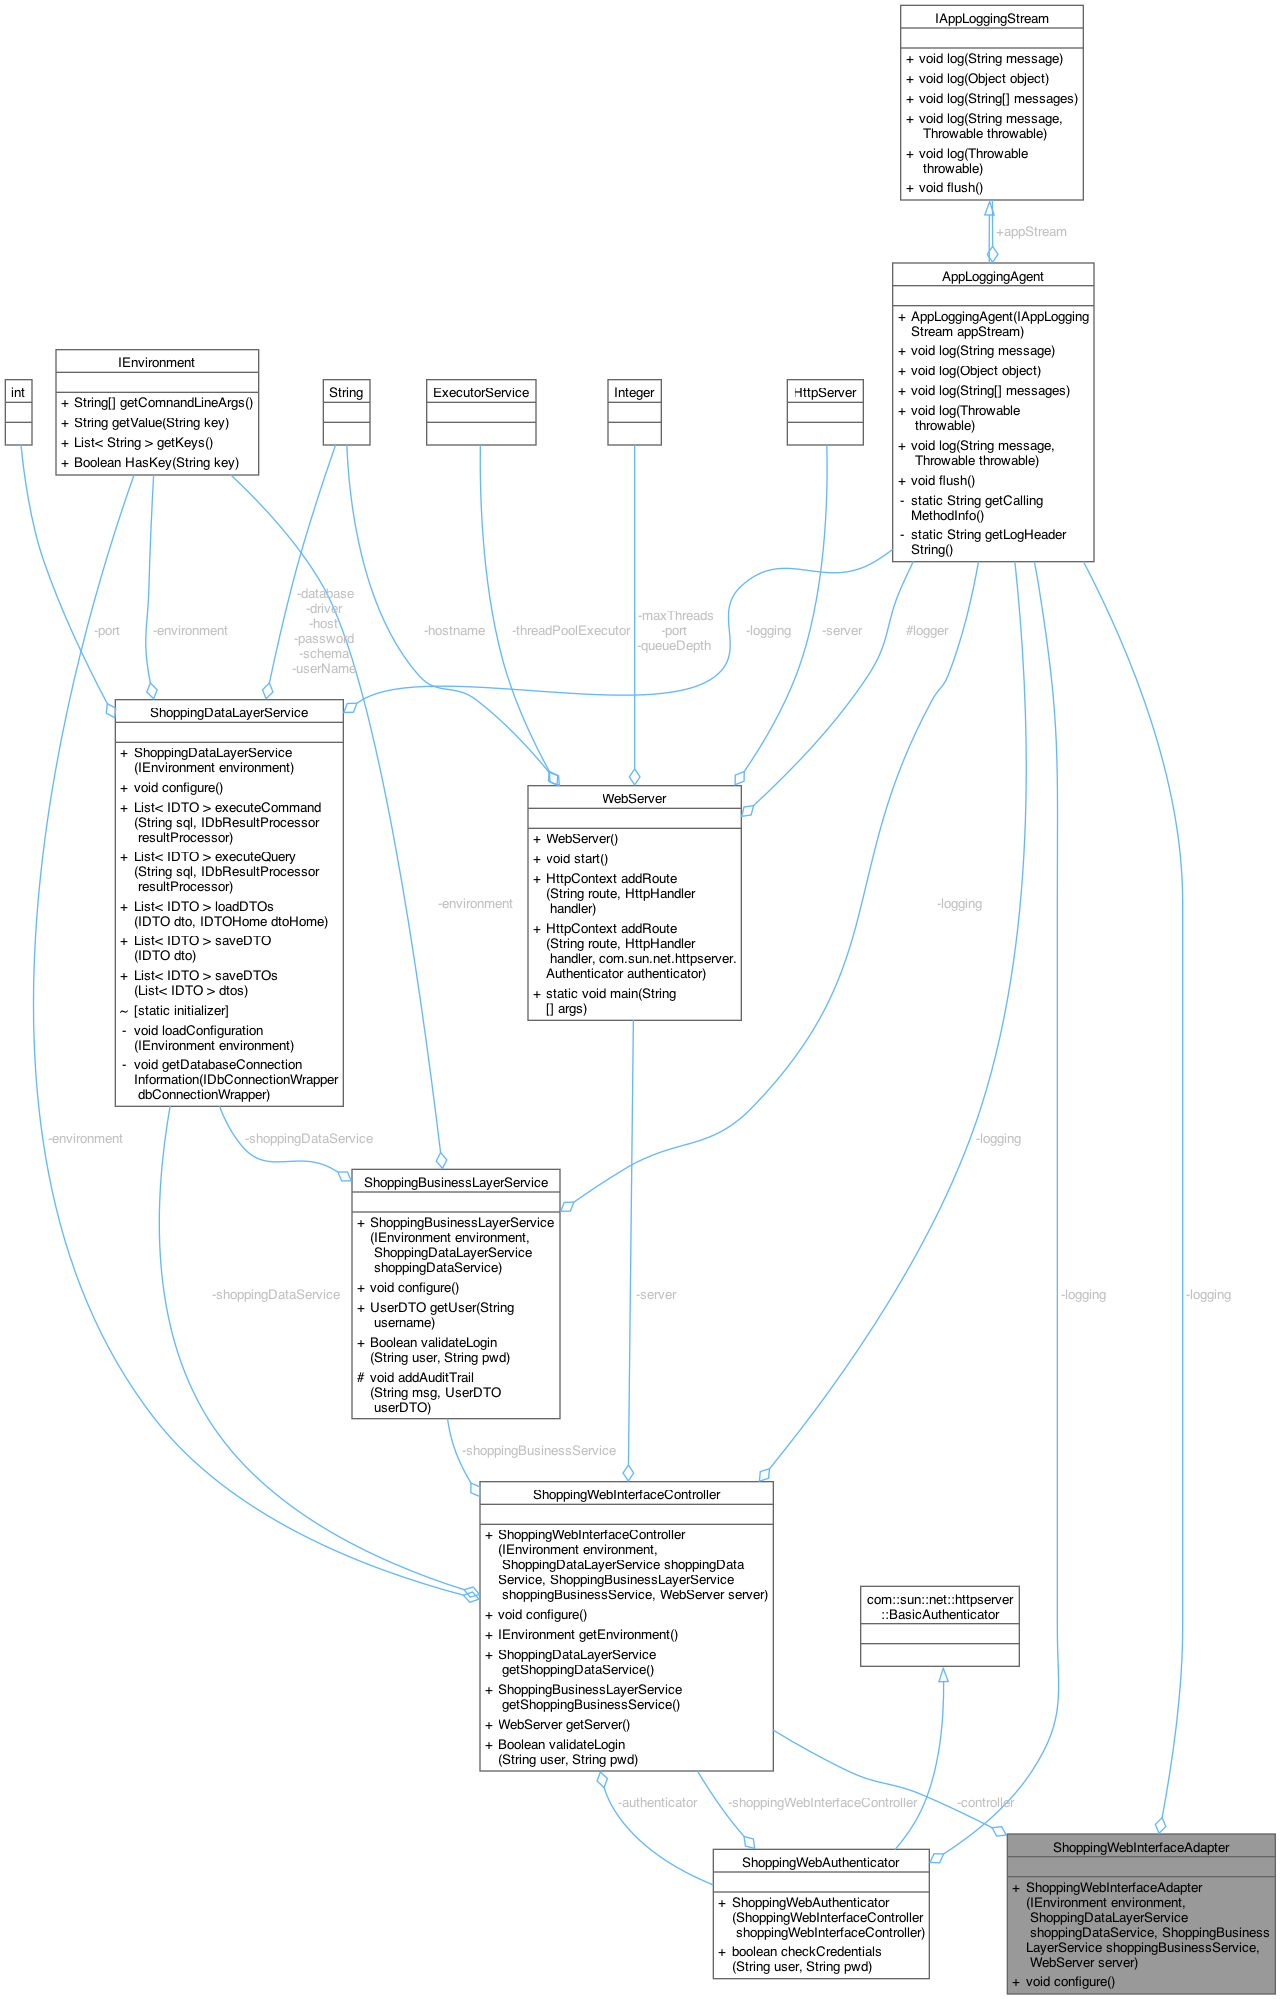 IAppLoggingStream
+ void log(String message)
+ void log(Object object)
+ void log(String[] messages)
+ void log(String message,
Throwable throwable)
+ void log(Throwable
throwable)
+ void flush()
+appStream
AppLoggingAgent
+ AppLoggingAgent(IAppLogging
Stream appStream)
+ void log(String message)
+ void log(Object object)
+ void log(String[] messages)
+ void log(Throwable
throwable)
+ void log(String message,
Throwable throwable)
+ void flush()
- static String getCalling
MethodInfo()
- static String getLogHeader
String()
IEnvironment
+ String[] getCommandLineArgs()
+ String getValue(String key)
+ List< String > getKeys()
+ Boolean HasKey(String key)
int
String
ExecutorService
Integer
HttpServer
-port
-environment
-database
-driver
-host
-password
-schema
-userName
-hostname
-threadPoolExecutor
-maxThreads
-port
-queueDepth
-logging
-server
#logger
ShoppingDataLayerService
+ ShoppingDataLayerService
(IEnvironment environment)
+ void configure()
+ List< IDTO > executeCommand
(String sql, IDbResultProcessor
resultProcessor)
+ List< IDTO > executeQuery
(String sql, IDbResultProcessor
resultProcessor)
+ List< IDTO > loadDTOs
(IDTO dto, IDTOHome dtoHome)
+ List< IDTO > saveDTO
(IDTO dto)
+ List< IDTO > saveDTOs
(List< IDTO > dtos)
~ [static initializer]
- void loadConfiguration
(IEnvironment environment)
- void getDatabaseConnection
Information(IDbConnectionWrapper
dbConnectionWrapper)
WebServer
+ WebServer()
+ void start()
+ HttpContext addRoute
(String route, HttpHandler
handler)
+ HttpContext addRoute
(String route, HttpHandler
handler, com.sun.net.httpserver.
Authenticator authenticator)
+ static void main(String
[] args)
-environment
-logging
-environment
-shoppingDataService
-logging
ShoppingBusinessLayerService
+ ShoppingBusinessLayerService
(IEnvironment environment,
ShoppingDataLayerService
shoppingDataService)
+ void configure()
+ UserDTO getUser(String
username)
+ Boolean validateLogin
(String user, String pwd)
# void addAuditTrail
(String msg, UserDTO
userDTO)
-shoppingDataService
-server
-logging
-logging
-shoppingBusinessService
ShoppingWebInterfaceController
+ ShoppingWebInterfaceController
(IEnvironment environment,
ShoppingDataLayerService shoppingData
Service, ShoppingBusinessLayerService
shoppingBusinessService, WebServer server)
+ void configure()
+ IEnvironment getEnvironment()
+ ShoppingDataLayerService
getShoppingDataService()
+ ShoppingBusinessLayerService
getShoppingBusinessService()
+ WebServer getServer()
+ Boolean validateLogin
(String user, String pwd)
com::sun::net::httpserver
::BasicAuthenticator
-authenticator
-shoppingWebInterfaceController
-controller
ShoppingWebAuthenticator
+ ShoppingWebAuthenticator
(ShoppingWebInterfaceController
shoppingWebInterfaceController)
+ boolean checkCredentials
(String user, String pwd)
ShoppingWebInterfaceAdapter
+ ShoppingWebInterfaceAdapter
(IEnvironment environment,
ShoppingDataLayerService
shoppingDataService, ShoppingBusiness
LayerService shoppingBusinessService,
WebServer server)
+ void configure()